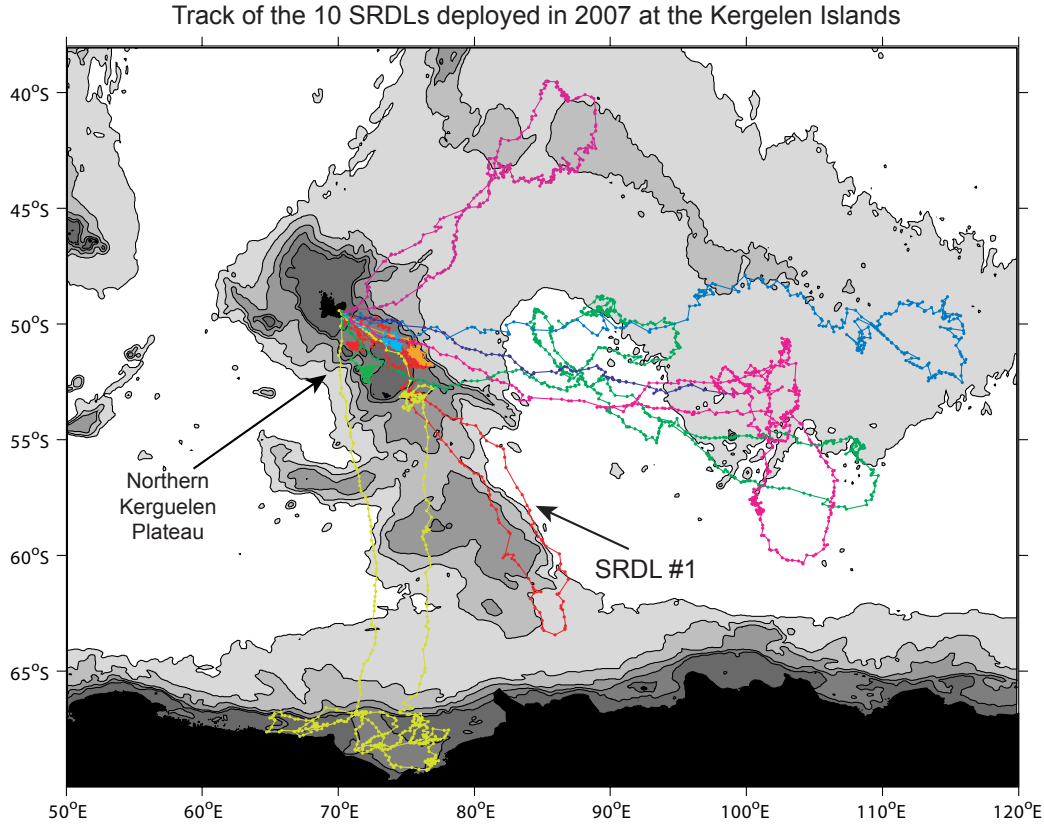 Track of the 10 SRDLs deployed in 2007 at the Kergelen Islands
40°S
45°S
50°S
55°S
60°S
65°S
Northern
Kerguelen
Plateau
SRDL #1
50°E
60°E
70°E
80°E
90°E
100°E
110°E
120°E